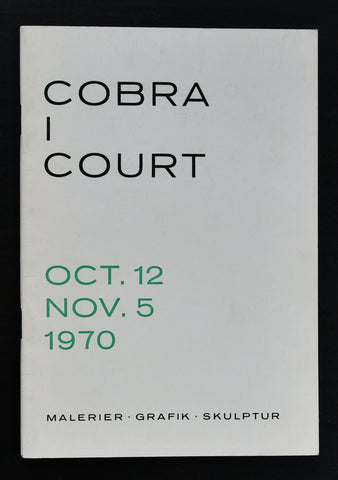 COBRA
I
COURT
OCT. 12
NOV. 5
1970
MALERIER · GRAFIK · SKULPTUR